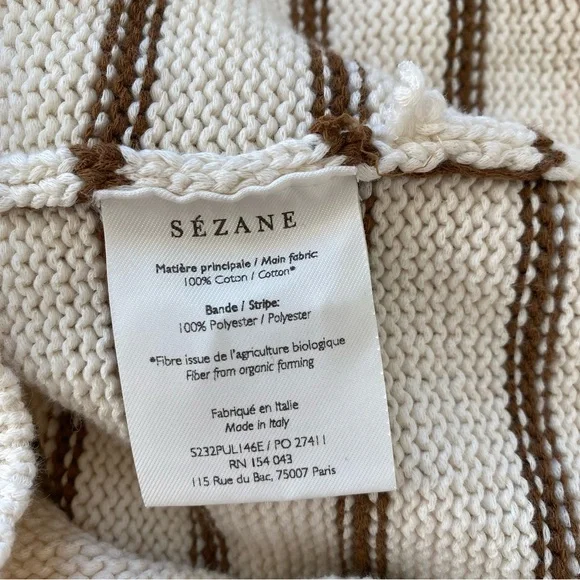 SÉZANE
Matière principale / Main fabric:
100% Coton / Cotton*
Bande / Stripe:
100% Polyester / Polyester
*Fibre issue de l'agriculture biologique
Fiber from organic forming
Fabriqué en Italie
Made in Italy
S232PUL146E / PO 27411
RN 154 043
115 Rue du Bac, 75007 Paris